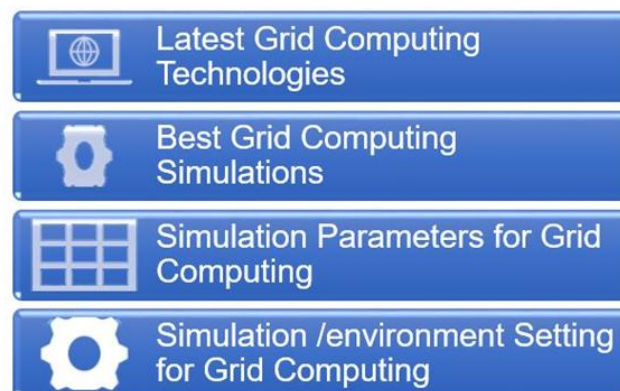 Latest Grid Computing
Technologies
Best Grid Computing
Simulations
Simulation Parameters for Grid
Computing
Simulation /environment Setting
for Grid Computing